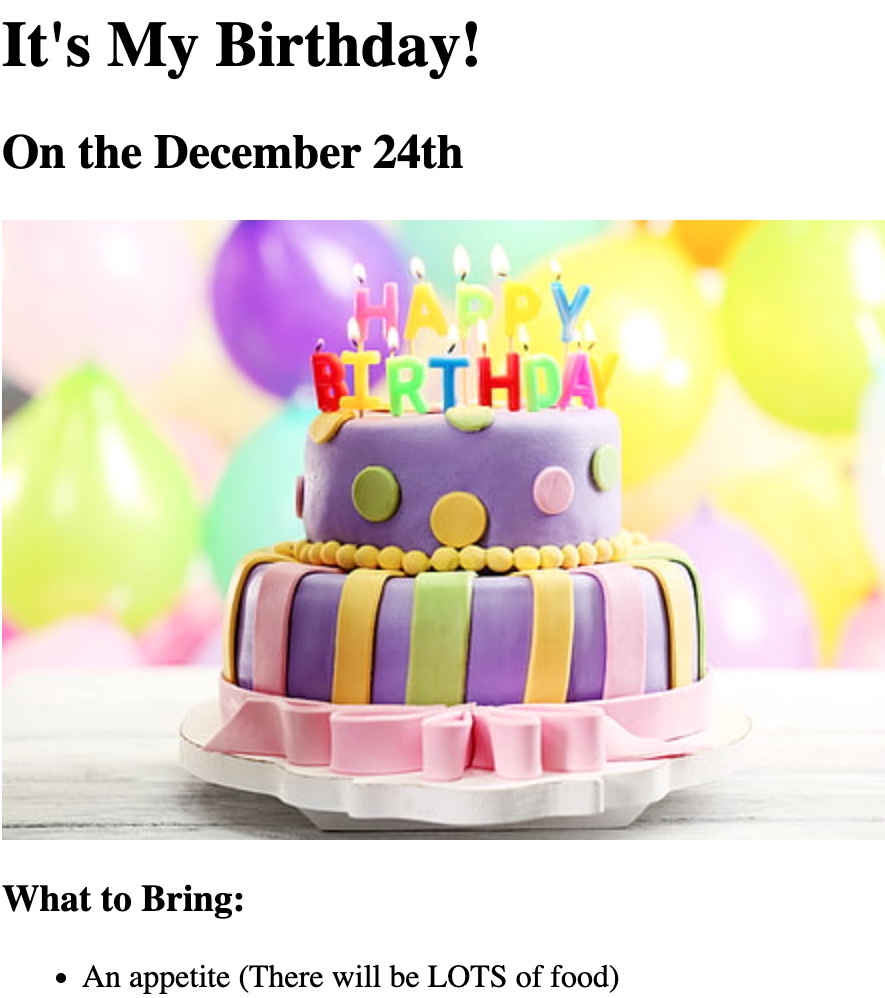 It's My Birthday!
On the December 24th
HAPPY
BIRTHDAY
What to Bring:
• An appetite (There will be LOTS of food)